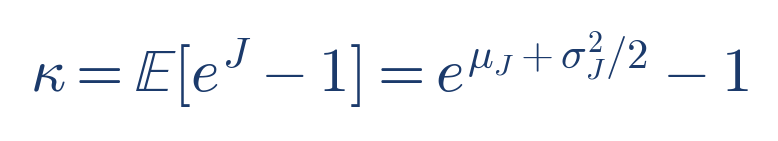 κ = 𝔼[e^J − 1] = e^{μ_J + σ_J^2/2} − 1